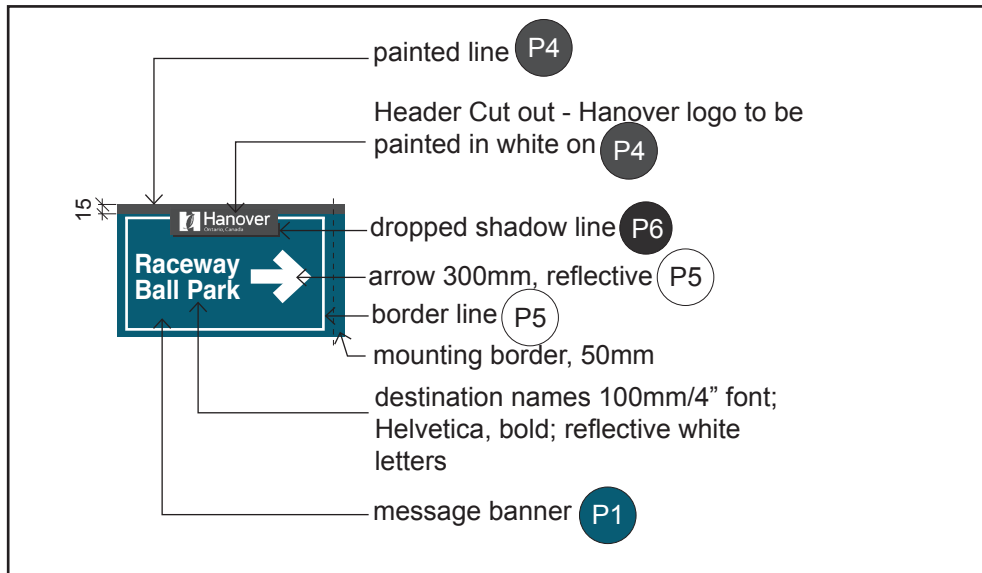 painted line P4
Header Cut out - Hanover logo to be
painted in white on P4
15
Hanover
Ontario, Canada
dropped shadow line P6
Raceway
Ball Park
arrow 300mm, reflective P5
border line P5
mounting border, 50mm
destination names 100mm/4” font;
Helvetica, bold; reflective white
letters
message banner P1